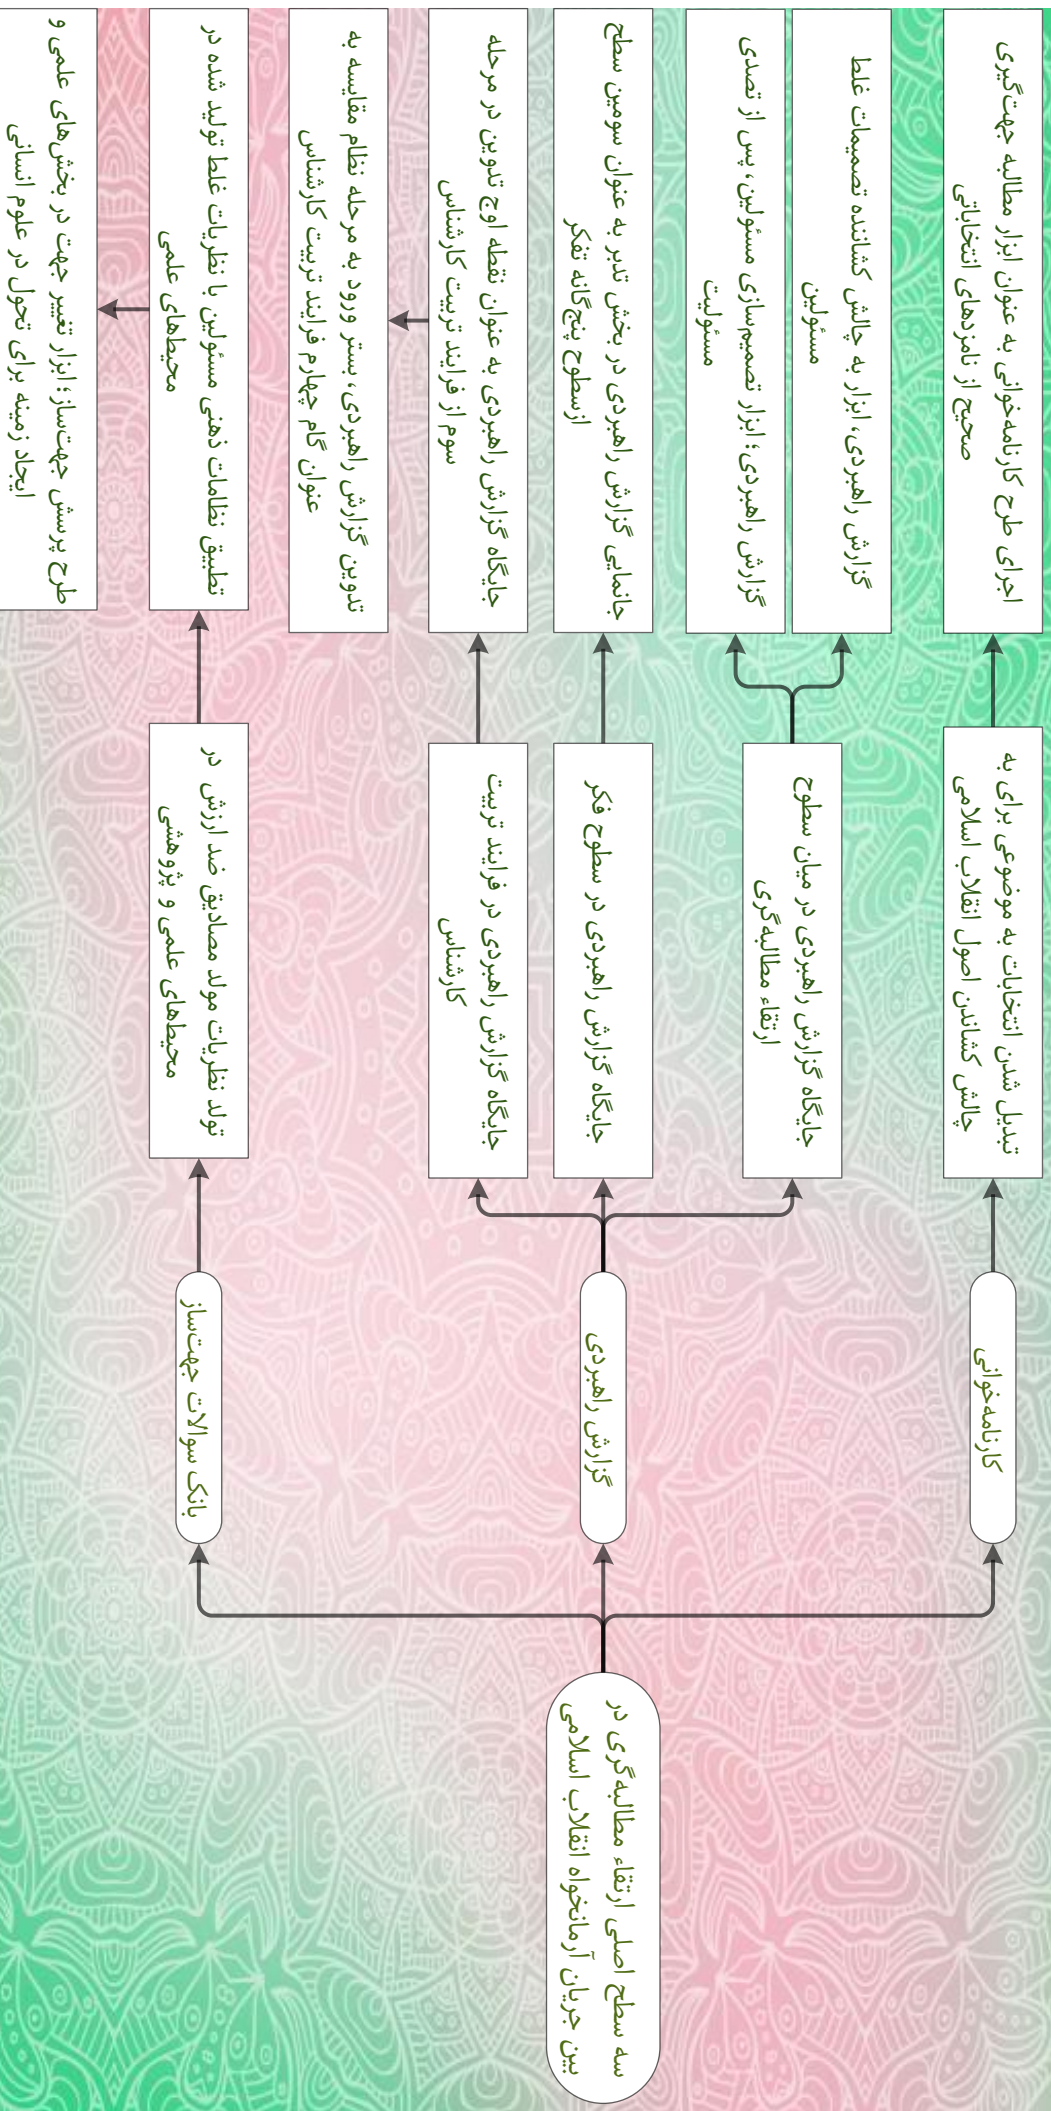 سه سطح اصلی ارتقاء مطالبه‌گری در
بین جریان آرمانخواه انقلاب اسلامی
کارنامه‌خوانی
تبدیل شدن انتخابات به موضوعی برای به
چالش کشاندن اصول انقلاب اسلامی
اجرای طرح کارنامه‌خوانی به عنوان ابزار مطالبه جهت‌گیری
صحیح از نامزدهای انتخاباتی
گزارش راهبردی
جایگاه گزارش راهبردی در میان سطوح
ارتقاء مطالبه‌گری
گزارش راهبردی، ابزار به چالش کشاننده تصمیمات غلط
مسئولین
گزارش راهبردی؛ ابزار تصمیم‌سازی مسئولین، پس از تصدی
مسئولیت
جایگاه گزارش راهبردی در سطوح فکر
جانمایی گزارش راهبردی در بخش تدبر به عنوان سومین سطح
ازسطوح پنج‌گانه تفکر
جایگاه گزارش راهبردی در فرایند تربیت
کارشناس
جایگاه گزارش راهبردی به عنوان نقطه اوج تدوین در مرحله
سوم از فرایند تربیت کارشناس
تدوین گزارش راهبردی، بستر ورود به مرحله نظام مقایسه به
عنوان گام چهارم فرایند تربیت کارشناس
بانک سوالات جهت‌ساز
تولد نظریات مولد مصادیق ضد ارزش در
محیط‌های علمی و پژوهشی
تطبیق نظامات ذهنی مسئولین با نظریات غلط تولید شده در
محیط‌های علمی
طرح پرسش جهت‌ساز؛ ابزار تغییر جهت در بخش‌های علمی و
ایجاد زمینه برای تحول در علوم انسانی